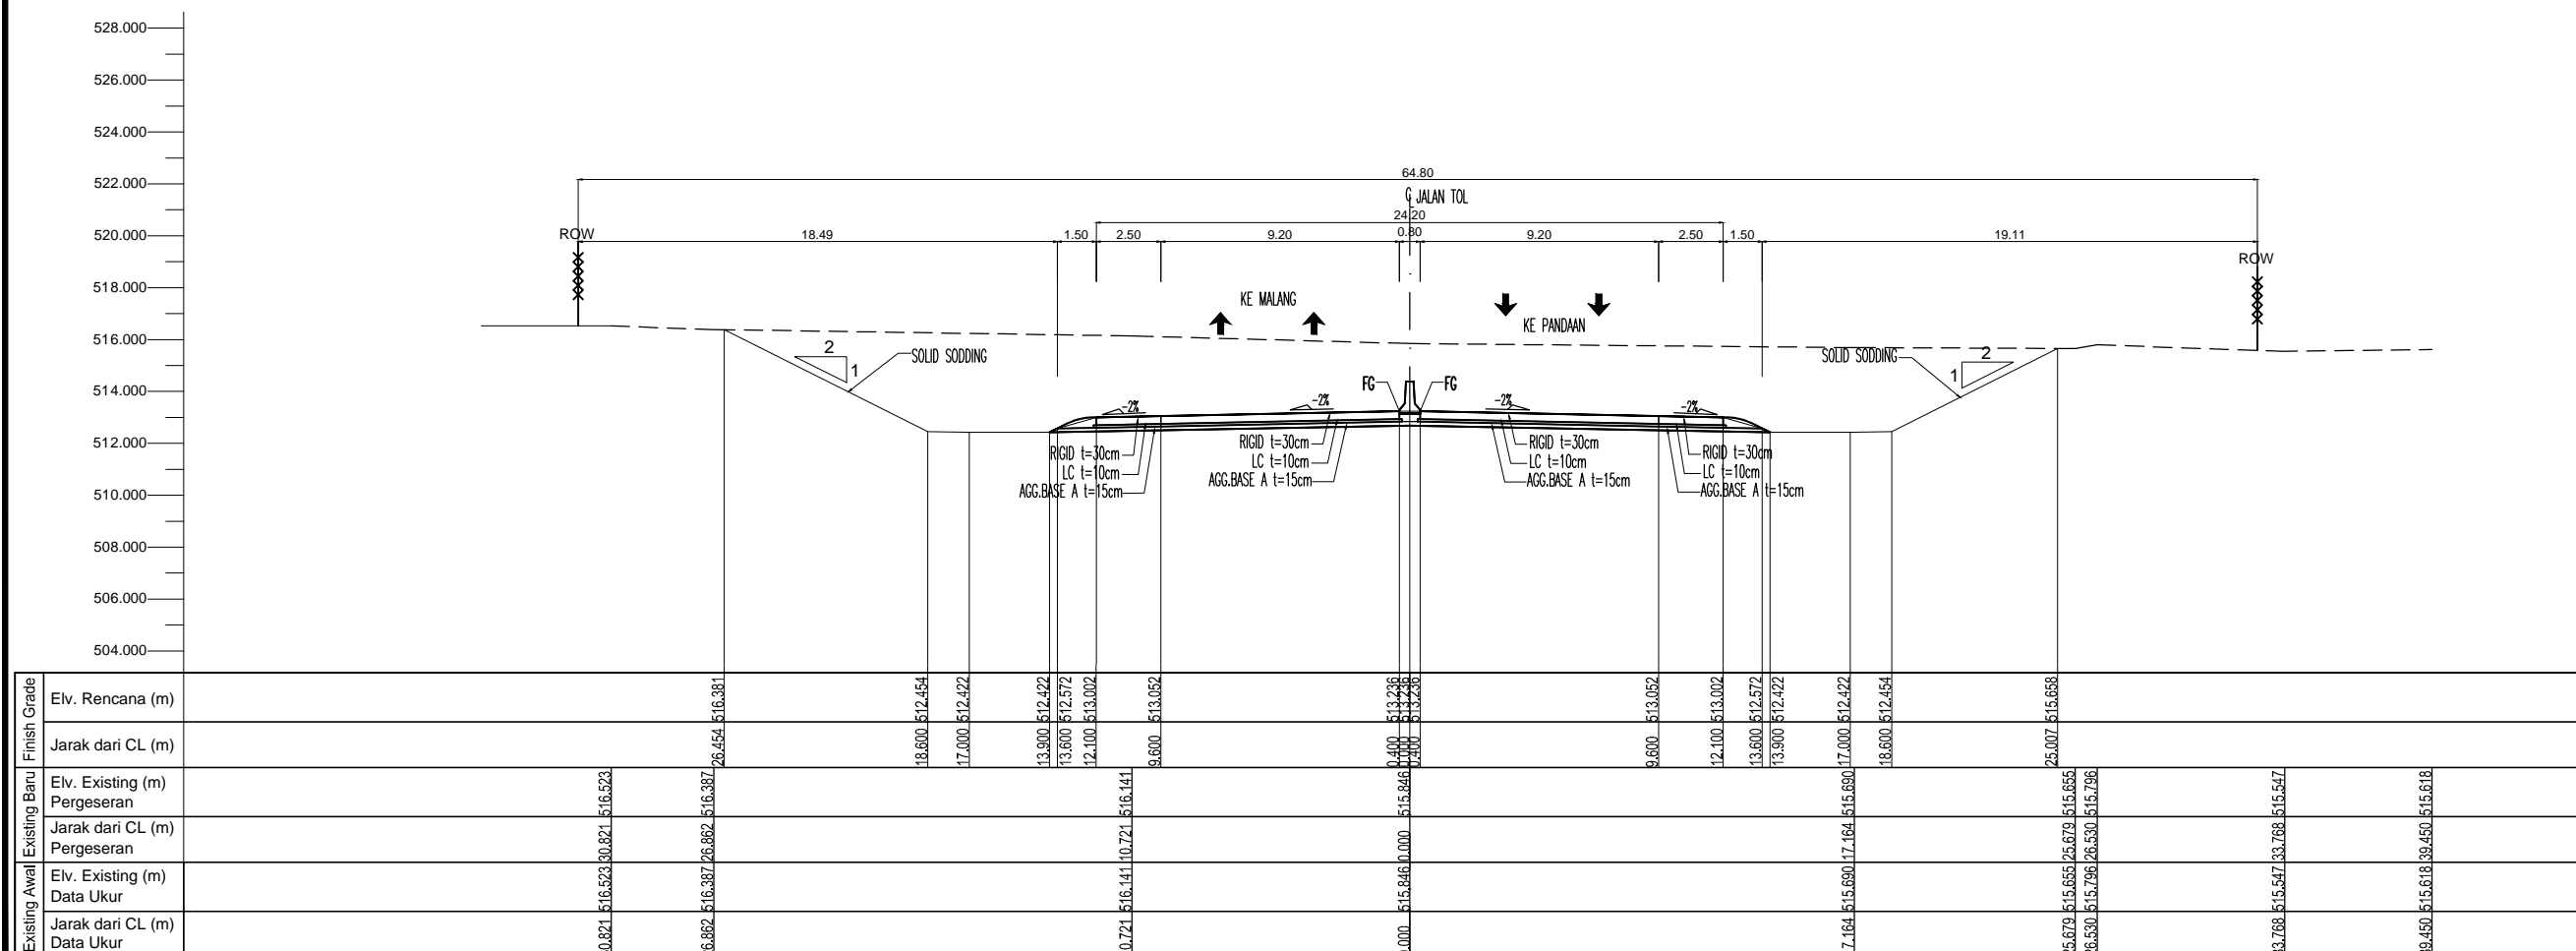 528.000
526.000
524.000
522.000
520.000
518.000
516.000
514.000
512.000
510.000
508.000
506.000
504.000
64.80
JALAN TOL
24.20
ROW
18.49 1.50 2.50 9.20 0.80 9.20 2.50 1.50 19.11
ROW
KE MALANG
KE PANDAAN
2
1
SOLID SODDING
SOLID SODDING
2
1
FG FG
-2% -2% -2% -2%
RIGID t=30cm
LC t=10cm
AGG.BASE A t=15cm
RIGID t=30cm
LC t=10cm
AGG.BASE A t=15cm
RIGID t=30cm
LC t=10cm
AGG.BASE A t=15cm
RIGID t=30cm
LC t=10cm
AGG.BASE A t=15cm
Finish Grade
Elv. Rencana (m)
516.381 512.454 512.422 512.422 512.572 513.002 513.052 513.236 513.236 513.236 513.052 513.002 512.572 512.422 512.422 512.454 515.658
Jarak dari CL (m)
26.454 18.600 17.000 13.900 13.600 12.100 9.600 0.400 0.000 0.400 9.600 12.100 13.600 13.900 17.000 18.600 25.007
Existing Baru
Elv. Existing (m)
Pergeseran
516.523 516.387 516.141 515.846 515.690 515.655 515.796 515.547 515.618
Jarak dari CL (m)
Pergeseran
30.821 26.862 10.721 0.000 17.164 25.679 26.530 33.768 39.450
Existing Awal
Elv. Existing (m)
Data Ukur
516.523 516.387 516.141 515.846 515.690 515.655 515.796 515.547 515.618
Jarak dari CL (m)
Data Ukur